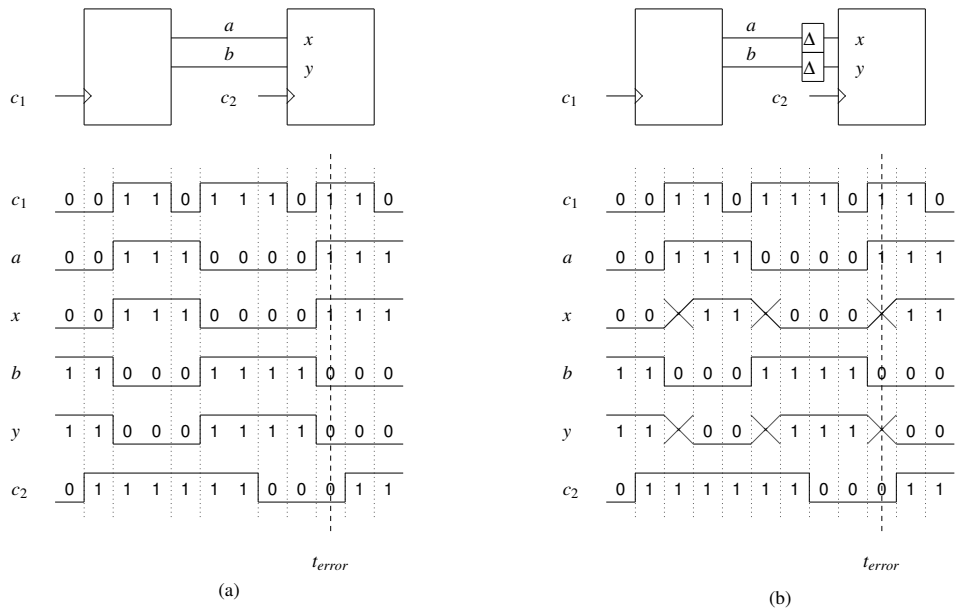 a
x
b
y
c1
c2
c1 0 0 1 1 0 1 1 1 0 1 1 0
a 0 0 1 1 1 0 0 0 0 1 1 1
x 0 0 1 1 1 0 0 0 0 1 1 1
b 1 1 0 0 0 1 1 1 1 0 0 0
y 1 1 0 0 0 1 1 1 1 0 0 0
c2 0 1 1 1 1 1 1 0 0 0 1 1
terror
(a)
a
Δ x
b
Δ y
c1
c2
c1 0 0 1 1 0 1 1 1 0 1 1 0
a 0 0 1 1 1 0 0 0 0 1 1 1
x 0 0 1 1 0 0 0 1 1
b 1 1 0 0 0 1 1 1 1 0 0 0
y 1 1 0 0 1 1 1 0 0
c2 0 1 1 1 1 1 1 0 0 0 1 1
terror
(b)